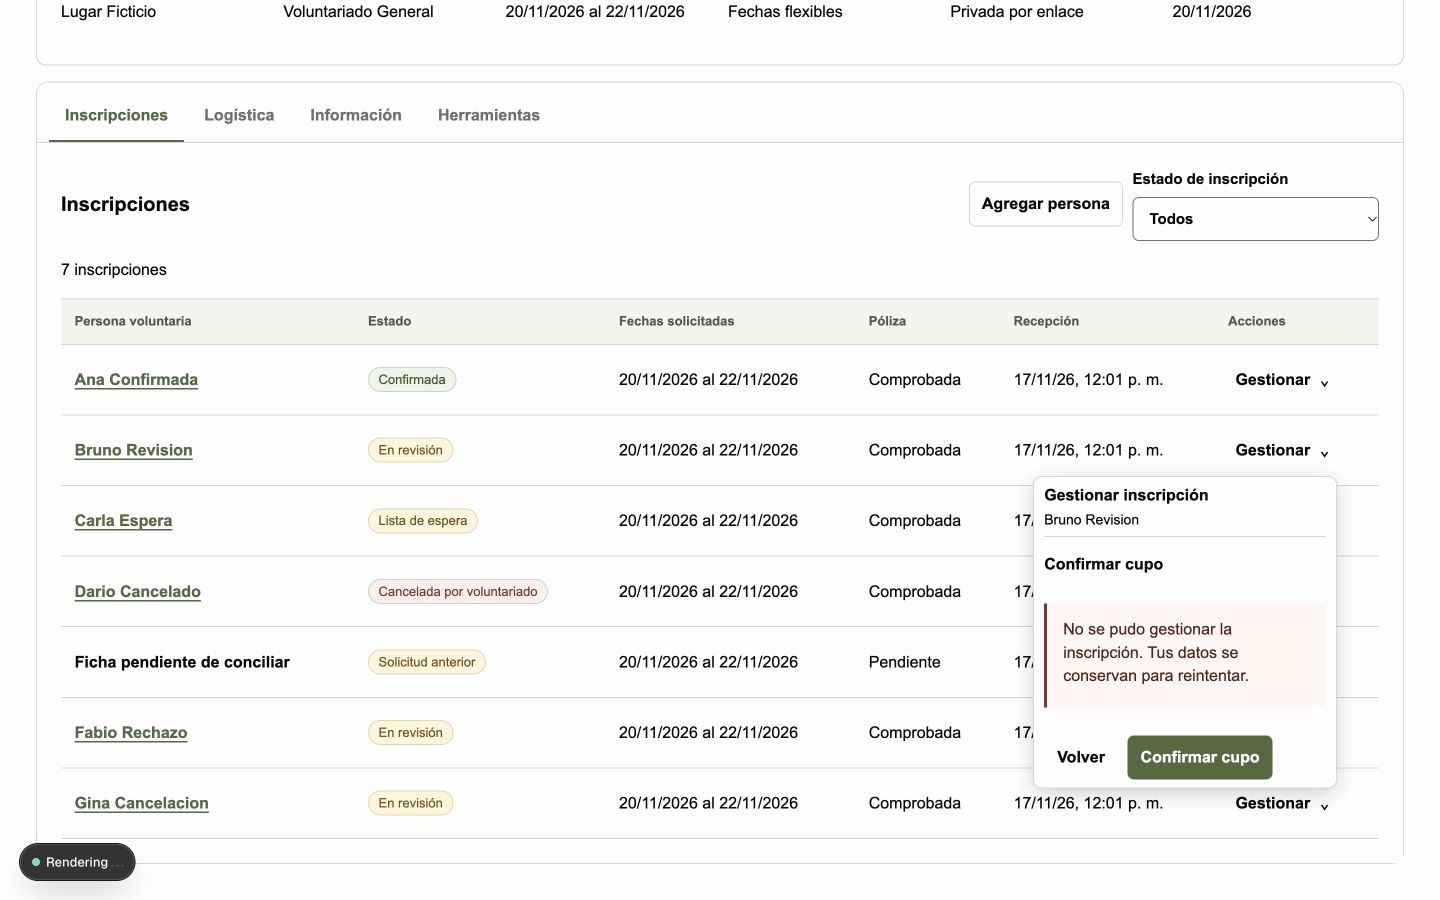 Lugar Ficticio Voluntariado General 20/11/2026 al 22/11/2026 Fechas flexibles Privada por enlace 20/11/2026
Inscripciones Logística Información Herramientas
Estado de inscripción
Inscripciones Agregar persona Todos
7 inscripciones
Persona voluntaria Estado Fechas solicitadas Póliza Recepción Acciones
Ana Confirmada Confirmada 20/11/2026 al 22/11/2026 Comprobada 17/11/26, 12:01 p. m. Gestionar
Bruno Revision En revisión 20/11/2026 al 22/11/2026 Comprobada 17/11/26, 12:01 p. m. Gestionar
Carla Espera Lista de espera 20/11/2026 al 22/11/2026 Comprobada 17/
Dario Cancelado Cancelada por voluntariado 20/11/2026 al 22/11/2026 Comprobada 17/
Ficha pendiente de conciliar Solicitud anterior 20/11/2026 al 22/11/2026 Pendiente 17/
Fabio Rechazo En revisión 20/11/2026 al 22/11/2026 Comprobada 17/
Gina Cancelacion En revisión 20/11/2026 al 22/11/2026 Comprobada 17/11/26, 12:01 p. m. Gestionar
Gestionar inscripción
Bruno Revision
Confirmar cupo
No se pudo gestionar la
inscripción. Tus datos se
conservan para reintentar.
Volver Confirmar cupo
Rendering ...